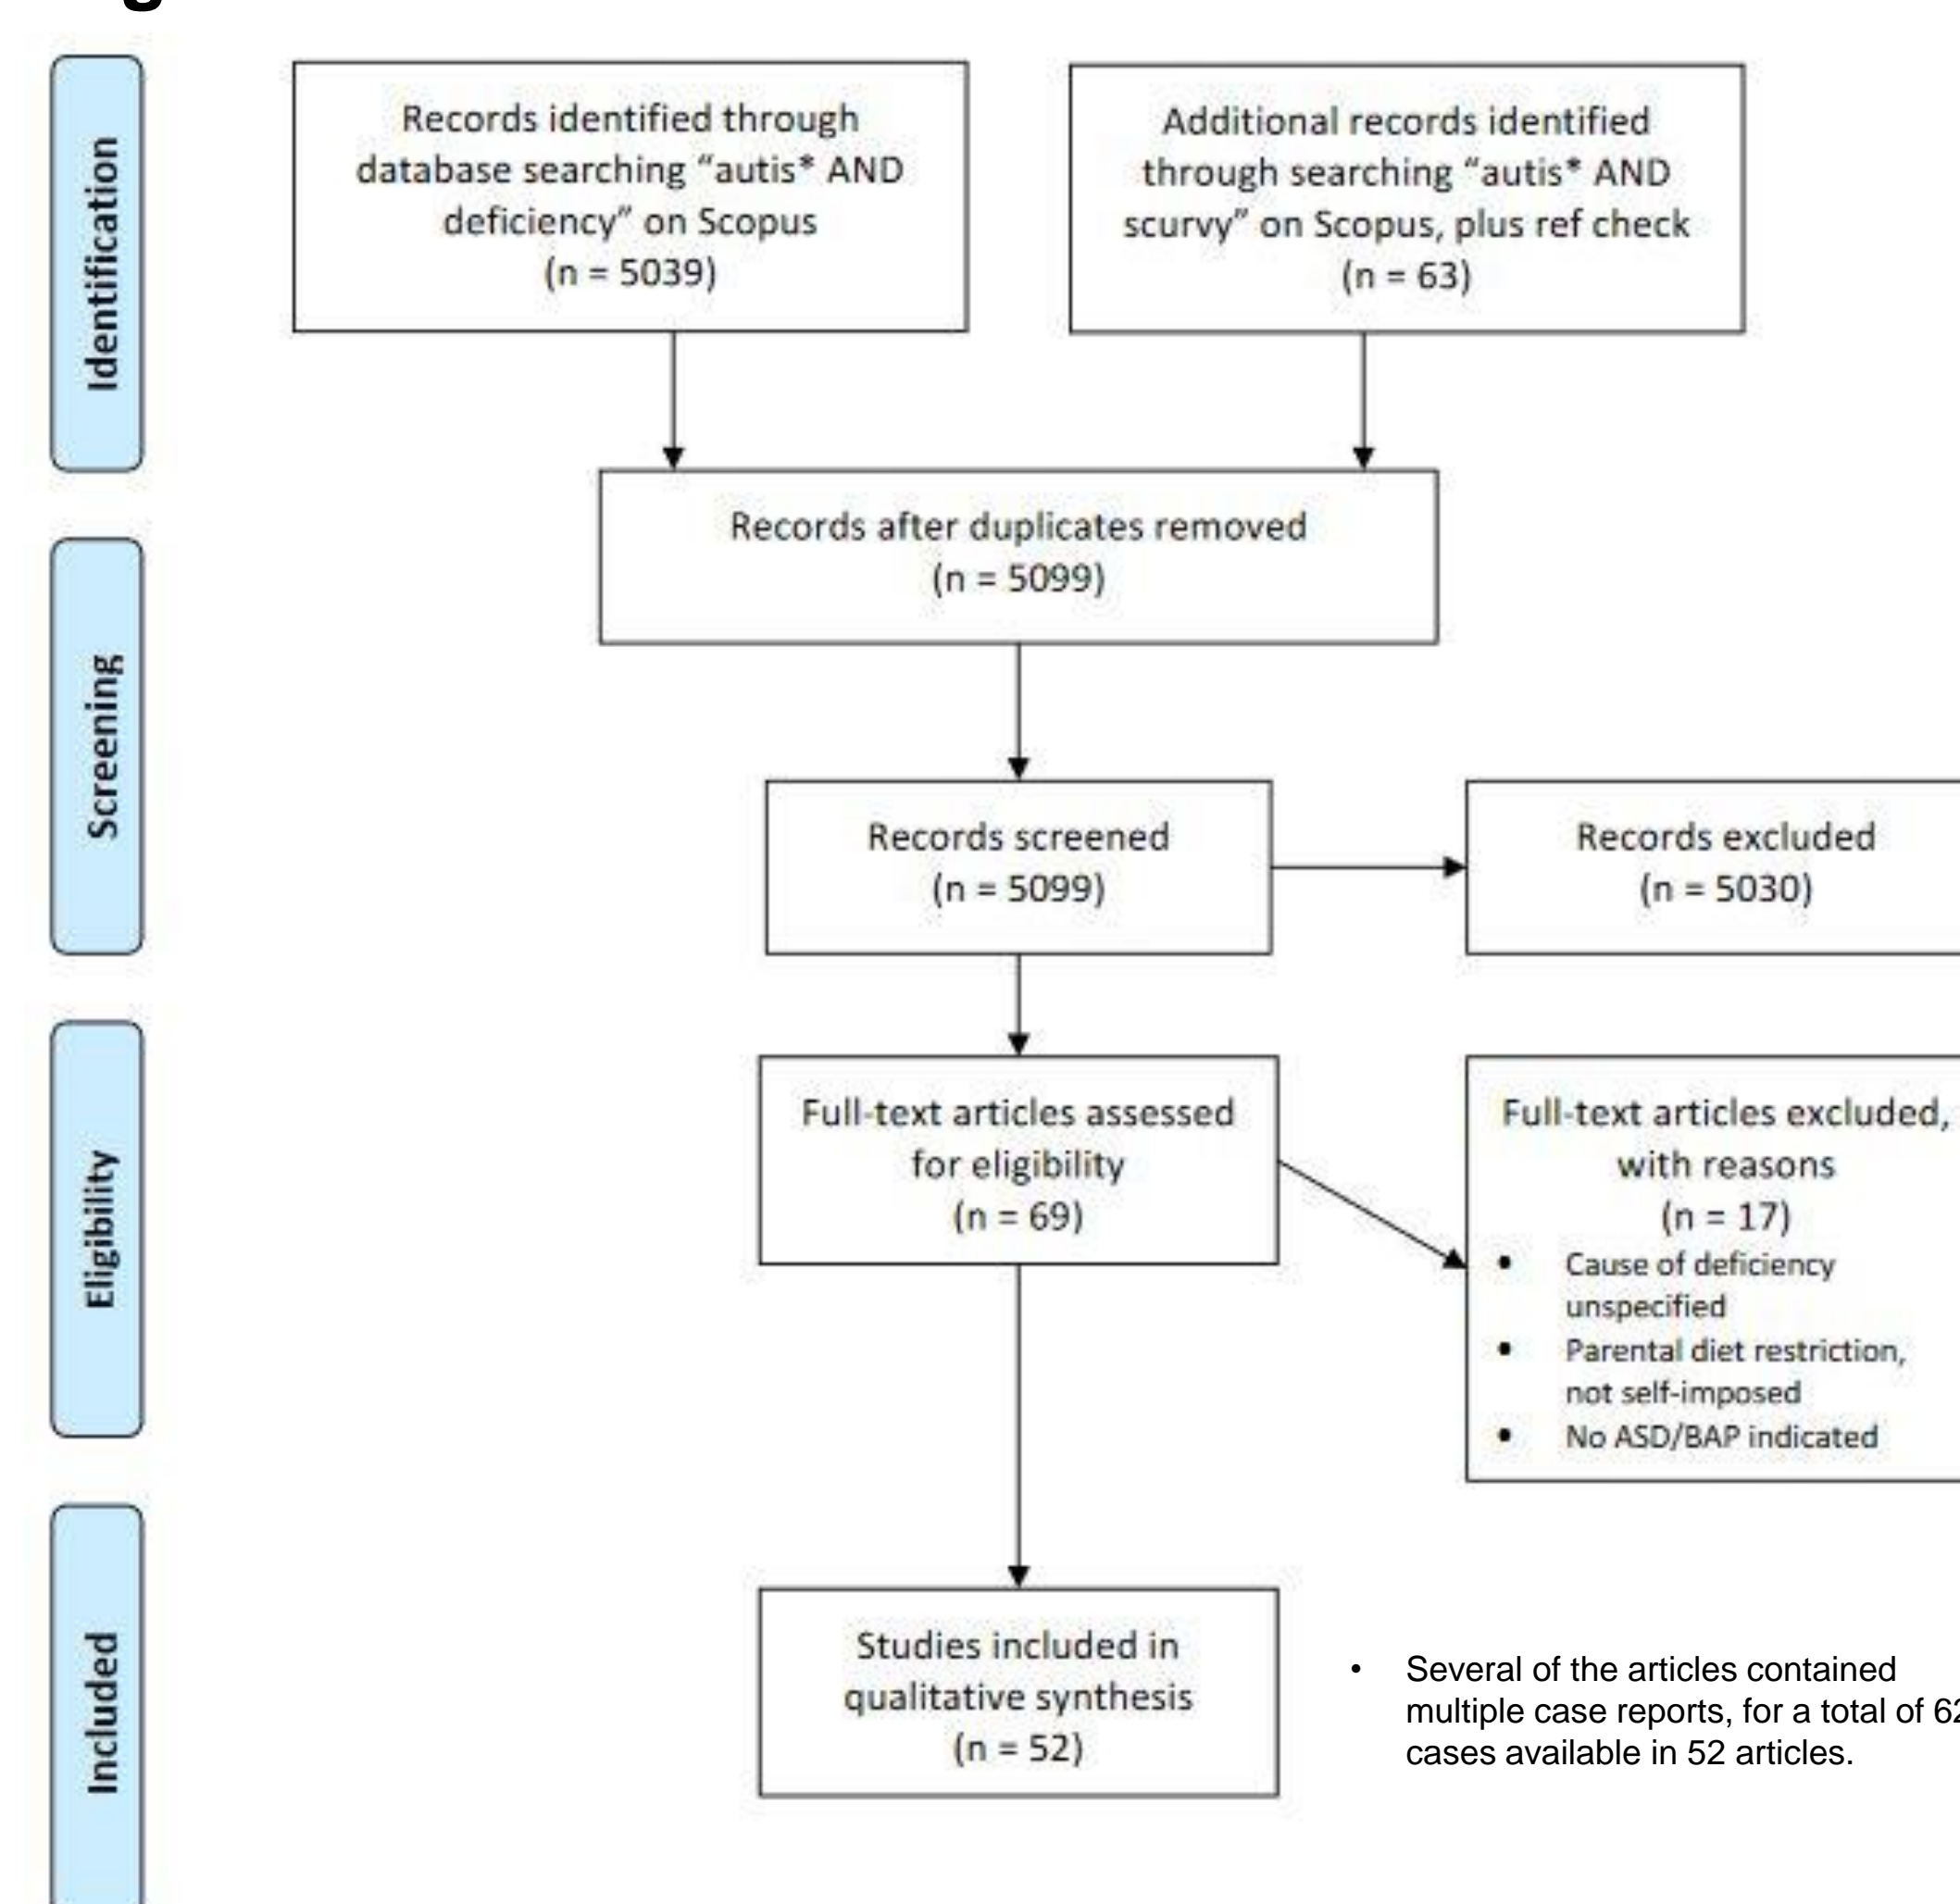 Identification
Records identified through
database searching “autis* AND
deficiency” on Scopus
(n = 5039)
Additional records identified
through searching “autis* AND
scurvy” on Scopus, plus ref check
(n = 63)
Records after duplicates removed
(n = 5099)
Screening
Records screened
(n = 5099)
Records excluded
(n = 5030)
Eligibility
Full-text articles assessed
for eligibility
(n = 69)
Full-text articles excluded,
with reasons
(n = 17)
• Cause of deficiency
unspecified
• Parental diet restriction,
not self-imposed
• No ASD/BAP indicated
Included
Studies included in
qualitative synthesis
(n = 52)
• Several of the articles contained
multiple case reports, for a total of 62
cases available in 52 articles.